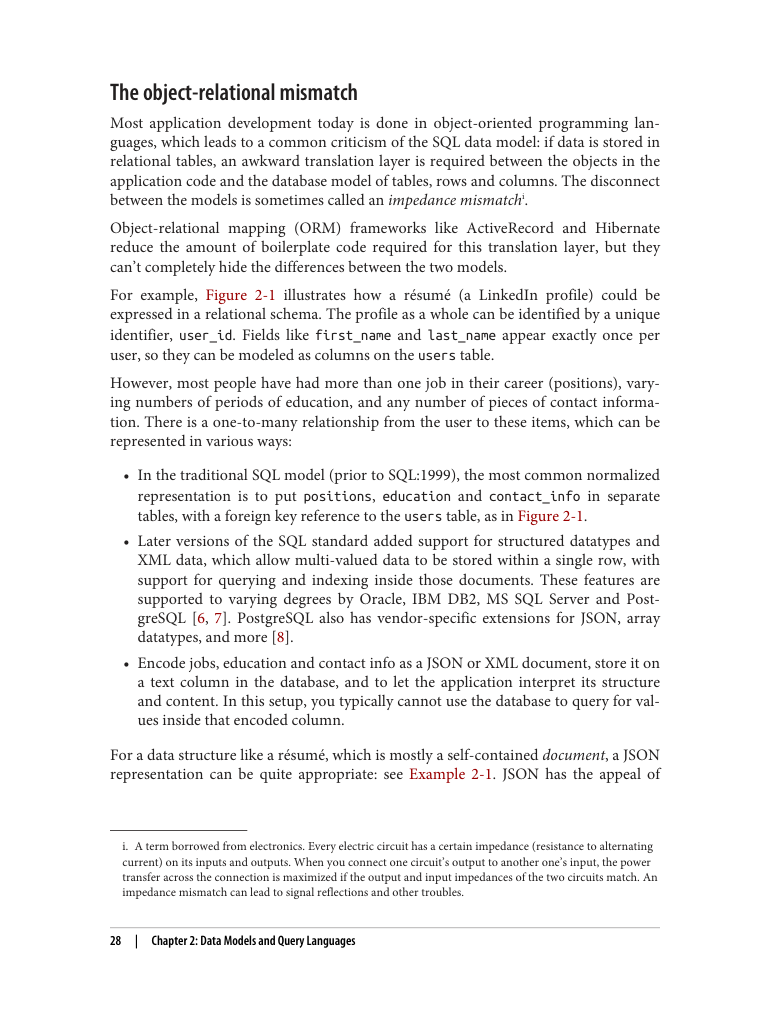 The object-relational mismatch
Most application development today is done in object-oriented programming lan-
guages, which leads to a common criticism of the SQL data model: if data is stored in
relational tables, an awkward translation layer is required between the objects in the
application code and the database model of tables, rows and columns. The disconnect
between the models is sometimes called an impedance mismatchi.
Object-relational mapping (ORM) frameworks like ActiveRecord and Hibernate
reduce the amount of boilerplate code required for this translation layer, but they
can’t completely hide the differences between the two models.
For example, Figure 2-1 illustrates how a résumé (a LinkedIn profile) could be
expressed in a relational schema. The profile as a whole can be identified by a unique
identifier, user_id. Fields like first_name and last_name appear exactly once per
user, so they can be modeled as columns on the users table.
However, most people have had more than one job in their career (positions), vary-
ing numbers of periods of education, and any number of pieces of contact informa-
tion. There is a one-to-many relationship from the user to these items, which can be
represented in various ways:
• In the traditional SQL model (prior to SQL:1999), the most common normalized
representation is to put positions, education and contact_info in separate
tables, with a foreign key reference to the users table, as in Figure 2-1.
• Later versions of the SQL standard added support for structured datatypes and
XML data, which allow multi-valued data to be stored within a single row, with
support for querying and indexing inside those documents. These features are
supported to varying degrees by Oracle, IBM DB2, MS SQL Server and Post-
greSQL [6, 7]. PostgreSQL also has vendor-specific extensions for JSON, array
datatypes, and more [8].
• Encode jobs, education and contact info as a JSON or XML document, store it on
a text column in the database, and to let the application interpret its structure
and content. In this setup, you typically cannot use the database to query for val-
ues inside that encoded column.
For a data structure like a résumé, which is mostly a self-contained document, a JSON
representation can be quite appropriate: see Example 2-1. JSON has the appeal of
i. A term borrowed from electronics. Every electric circuit has a certain impedance (resistance to alternating
current) on its inputs and outputs. When you connect one circuit’s output to another one’s input, the power
transfer across the connection is maximized if the output and input impedances of the two circuits match. An
impedance mismatch can lead to signal reflections and other troubles.
28 | Chapter 2: Data Models and Query Languages